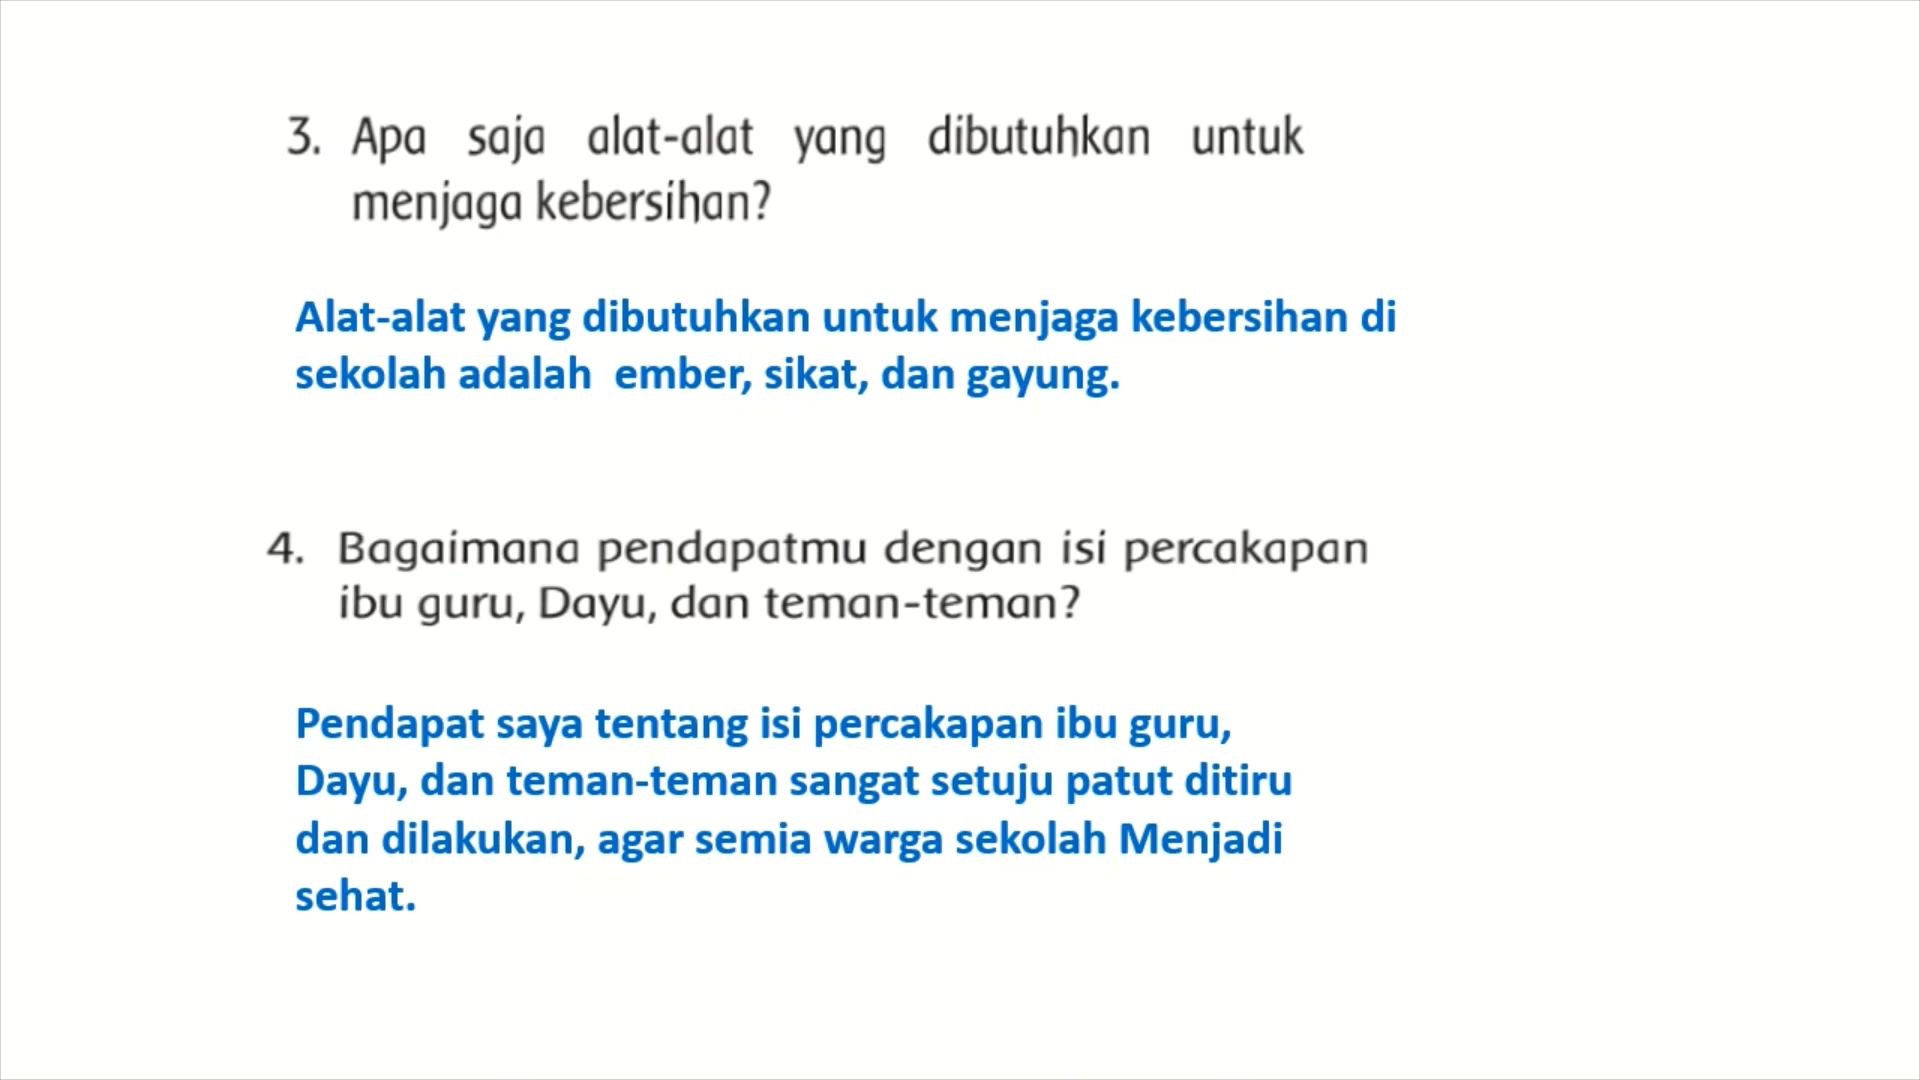 3. Apa saja alat-alat yang dibutuhkan untuk
menjaga kebersihan?
Alat-alat yang dibutuhkan untuk menjaga kebersihan di
sekolah adalah  ember, sikat, dan gayung.
4. Bagaimana pendapatmu dengan isi percakapan
ibu guru, Dayu, dan teman-teman?
Pendapat saya tentang isi percakapan ibu guru,
Dayu, dan teman-teman sangat setuju patut ditiru
dan dilakukan, agar semia warga sekolah Menjadi
sehat.